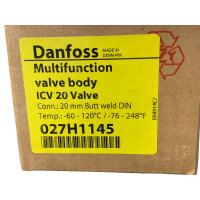 Danfoss MADE IN
DENMARK
Multifunction
valve body
ICV 20 Valve
Conn.: 20 mm Butt weld DIN
Temp.: -60 - 120°C / -76 - 248°F
027H1145